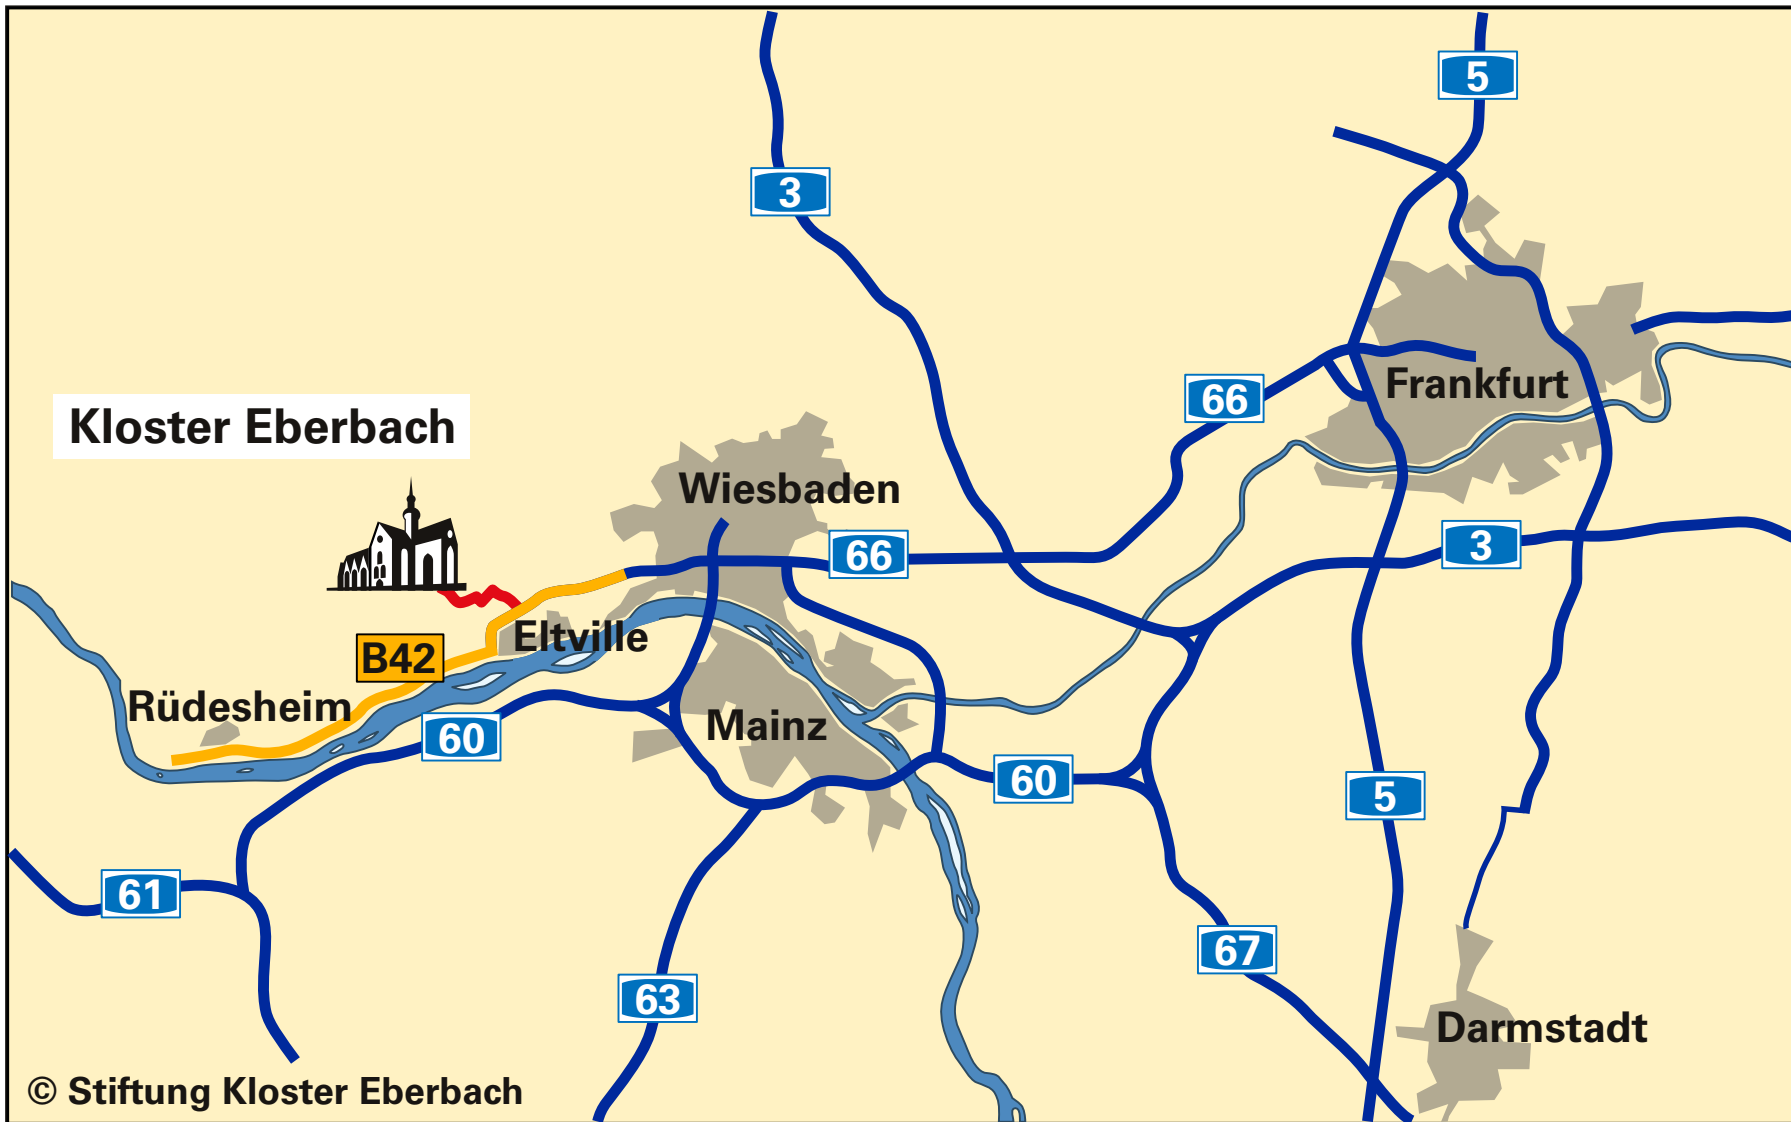 5
3
66
Frankfurt
Kloster Eberbach
Wiesbaden
66
3
Eltville
B42
Rüdesheim
60
Mainz
60
5
61
67
63
Darmstadt
© Stiftung Kloster Eberbach